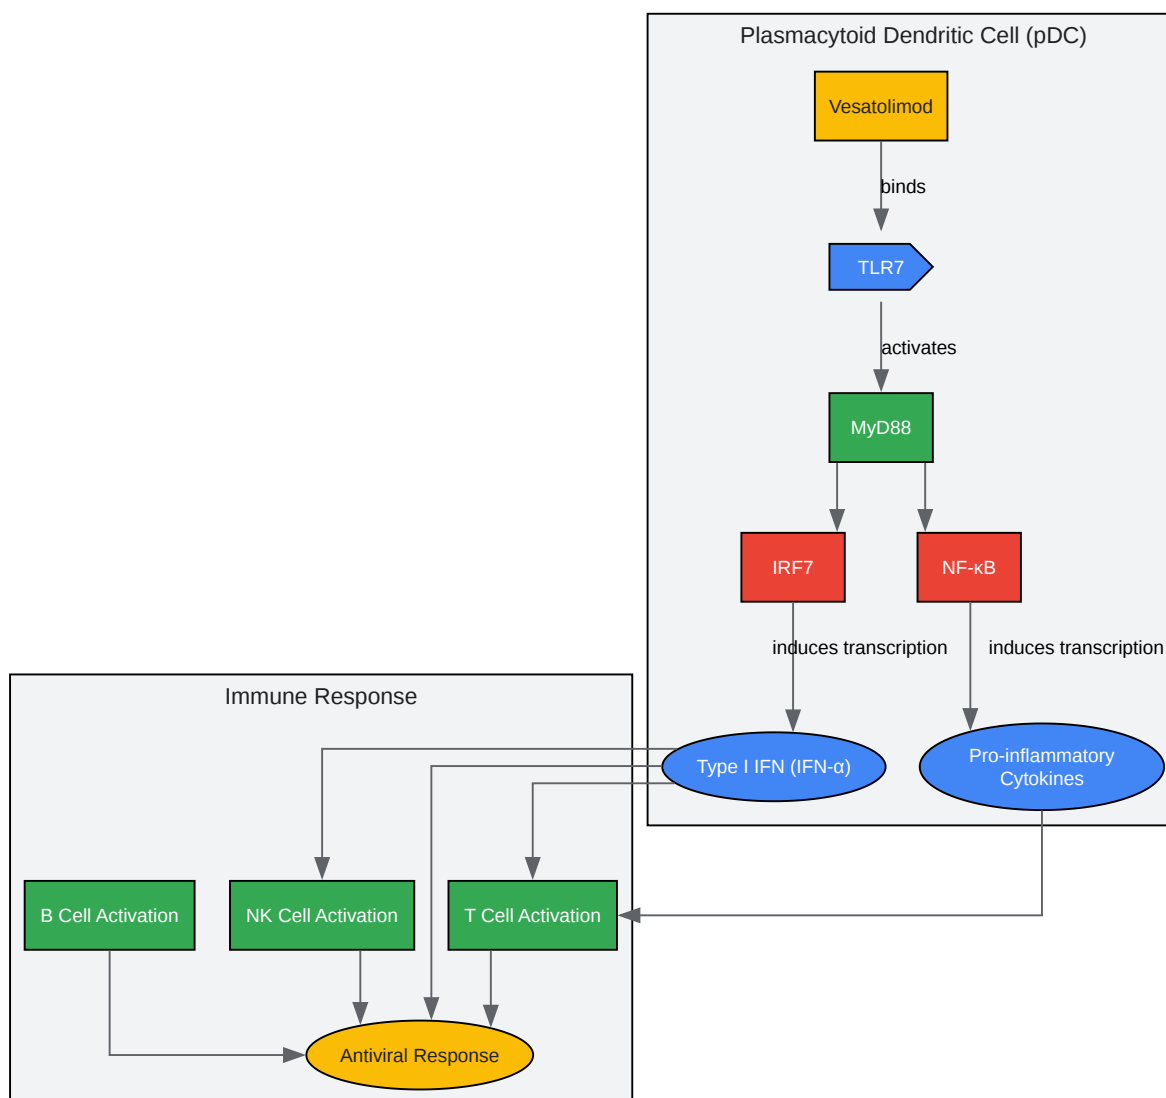 Plasmacytoid Dendritic Cell (pDC)
Vesatolimod
binds
TLR7
activates
MyD88
IRF7
NF-κB
induces transcription
induces transcription
Immune Response
Type I IFN (IFN-α)
Pro-inflammatory
Cytokines
B Cell Activation
NK Cell Activation
T Cell Activation
Antiviral Response